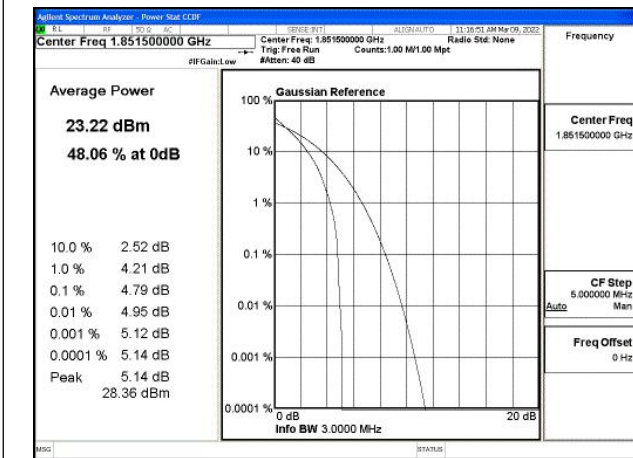 Agilent Spectrum Analyzer - Power Stat CCDF
RL RF 50 Ω AC SENSE:INT ALIGN AUTO 11:16:51 AM Mar 09, 2022
Center Freq 1.851500000 GHz
Center Freq: 1.851500000 GHz Radio Std: None
Trig: Free Run Counts:1.00 M/1.00 Mpt
#IFGain:Low #Atten: 40 dB
Frequency
Average Power
23.22 dBm
48.06 % at 0dB
10.0 % 2.52 dB
1.0 % 4.21 dB
0.1 % 4.79 dB
0.01 % 4.95 dB
0.001 % 5.12 dB
0.0001 % 5.14 dB
Peak 5.14 dB
28.36 dBm
Gaussian Reference
100 %
10 %
1 %
0.1 %
0.01 %
0.001 %
0.0001 %
0 dB 20 dB
Info BW 3.0000 MHz
Center Freq
1.851500000 GHz
CF Step
5.000000 MHz
Auto Man
Freq Offset
0 Hz
MSG STATUS